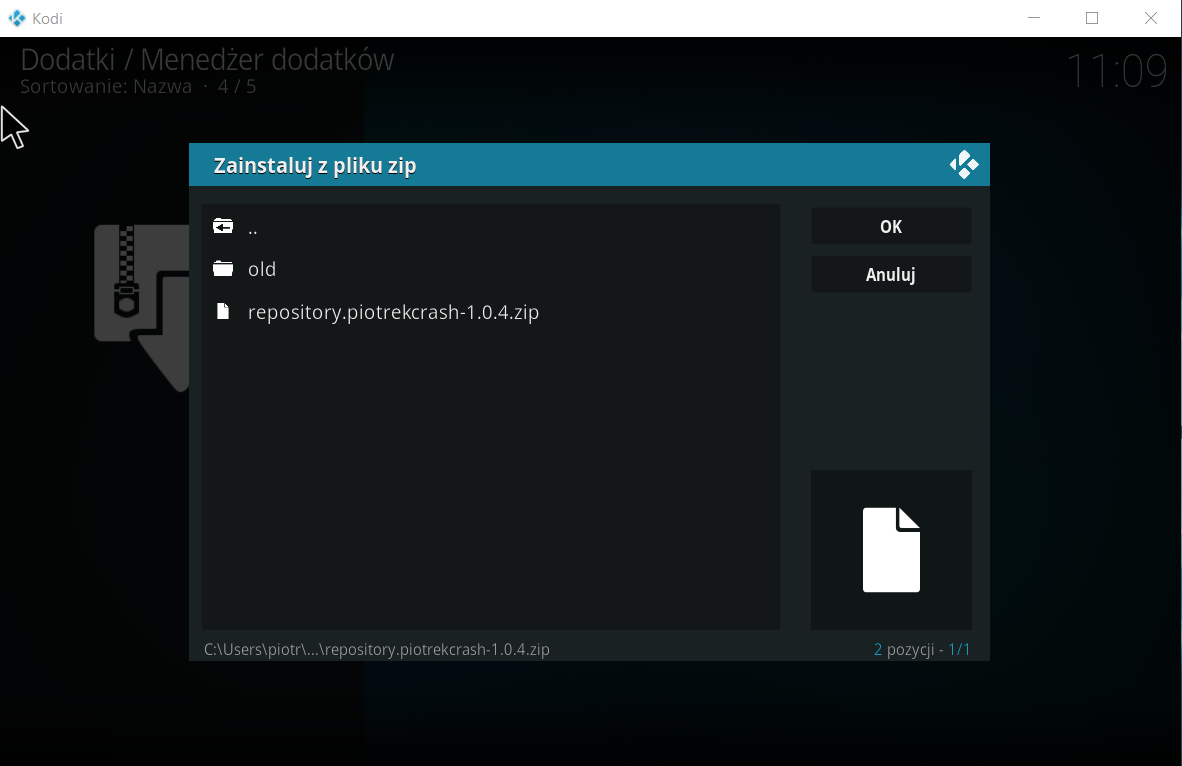 Kodi
Dodatki / Menedżer dodatków
Sortowanie: Nazwa · 4 / 5
11:09
Zainstaluj z pliku zip
..
old
repository.piotrekcrash-1.0.4.zip
OK
Anuluj
C:\Users\piotr\...\repository.piotrekcrash-1.0.4.zip
2 pozycji - 1/1